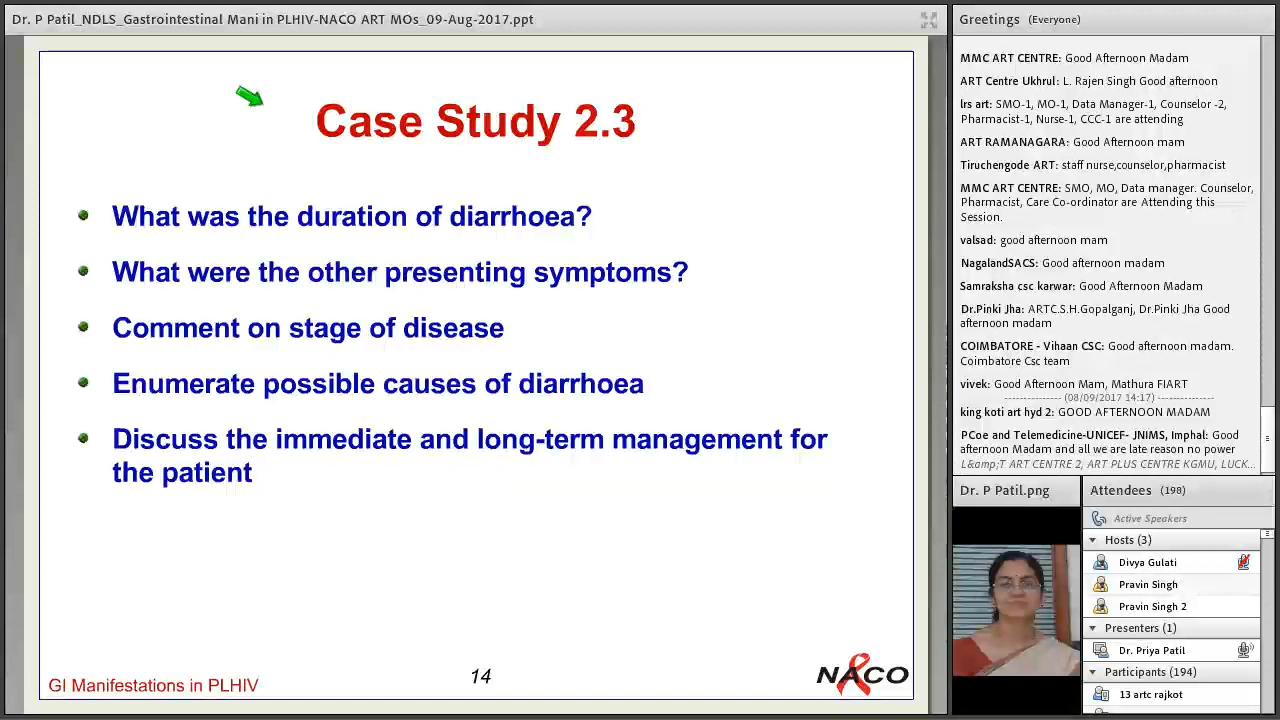 Dr. P Patil_NDLS_Gastrointestinal Mani in PLHIV-NACO ART MOs_09-Aug-2017.ppt
Case Study 2.3
What was the duration of diarrhoea?
What were the other presenting symptoms?
Comment on stage of disease
Enumerate possible causes of diarrhoea
Discuss the immediate and long-term management for
the patient
GI Manifestations in PLHIV
14
NACO
Greetings (Everyone)
MMC ART CENTRE: Good Afternoon Madam
ART Centre Ukhrul: L. Rajen Singh Good afternoon
lrs art: SMO-1, MO-1, Data Manager-1, Counselor -2,
Pharmacist-1, Nurse-1, CCC-1 are attending
ART RAMANAGARA: Good Afternoon mam
Tiruchengode ART: staff nurse,counselor,pharmacist
MMC ART CENTRE: SMO, MO, Data manager. Counselor,
Pharmacist, Care Co-ordinator are Attending this
Session.
valsad: good afternoon mam
NagalandSACS: Good afternoon madam
Samraksha csc karwar: Good Afternoon Madam
Dr.Pinki Jha: ARTC.S.H.Gopalganj, Dr.Pinki Jha Good
afternoon madam
COIMBATORE - Vihaan CSC: Good afternoon madam.
Coimbatore Csc team
vivek: Good Afternoon Mam, Mathura FIART
---------------- (08/09/2017 14:17) --------------
king koti art hyd 2: GOOD AFTERNOON MADAM
PCoe and Telemedicine-UNICEF- JNIMS, Imphal: Good
afternoon Madam and all we are late reason no power
L&amp;T ART CENTRE 2, ART PLUS CENTRE KGMU, LUCK...
Dr. P Patil.png
Attendees (198)
Active Speakers
Hosts (3)
Divya Gulati
Pravin Singh
Pravin Singh 2
Presenters (1)
Dr. Priya Patil
Participants (194)
13 artc rajkot